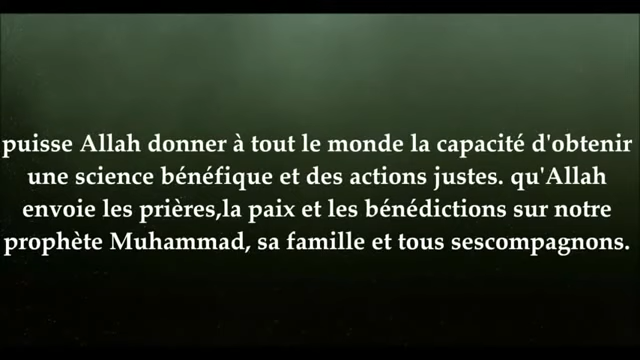 puisse Allah donner à tout le monde la capacité d'obtenir
une science bénéfique et des actions justes. qu'Allah
envoie les prières,la paix et les bénédictions sur notre
prophète Muhammad, sa famille et tous sescompagnons.